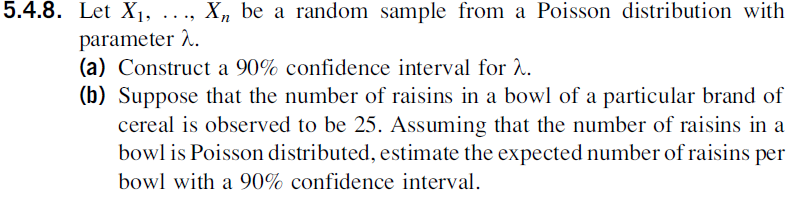 5.4.8. Let X₁, ..., Xₙ be a random sample from a Poisson distribution with
parameter λ.
(a) Construct a 90% confidence interval for λ.
(b) Suppose that the number of raisins in a bowl of a particular brand of
cereal is observed to be 25. Assuming that the number of raisins in a
bowl is Poisson distributed, estimate the expected number of raisins per
bowl with a 90% confidence interval.